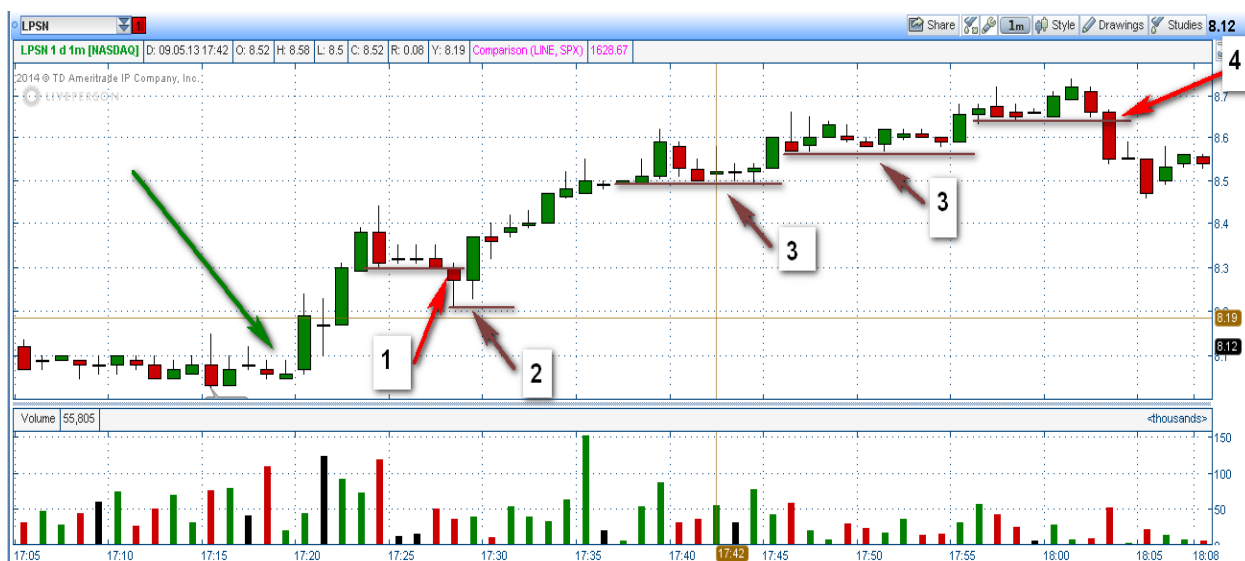 LPSN
1
Share
1m
Style
Drawings
Studies
8.12
LPSN 1 d 1m [NASDAQ] D: 09.05.13 17:42 O: 8.52 H: 8.58 L: 8.5 C: 8.52 R: 0.08 Y: 8.19 Comparison (LINE, SPX) 1628.67
2014 © TD Ameritrade IP Company, Inc.
LIVEPERSON
4
8.7
8.6
8.5
8.4
8.3
8.19
8.12
8.1
1
2
3
3
Volume 55,805
<thousands>
150
100
50
0
17:05 17:10 17:15 17:20 17:25 17:30 17:35 17:40 17:42 17:45 17:50 17:55 18:00 18:05 18:08